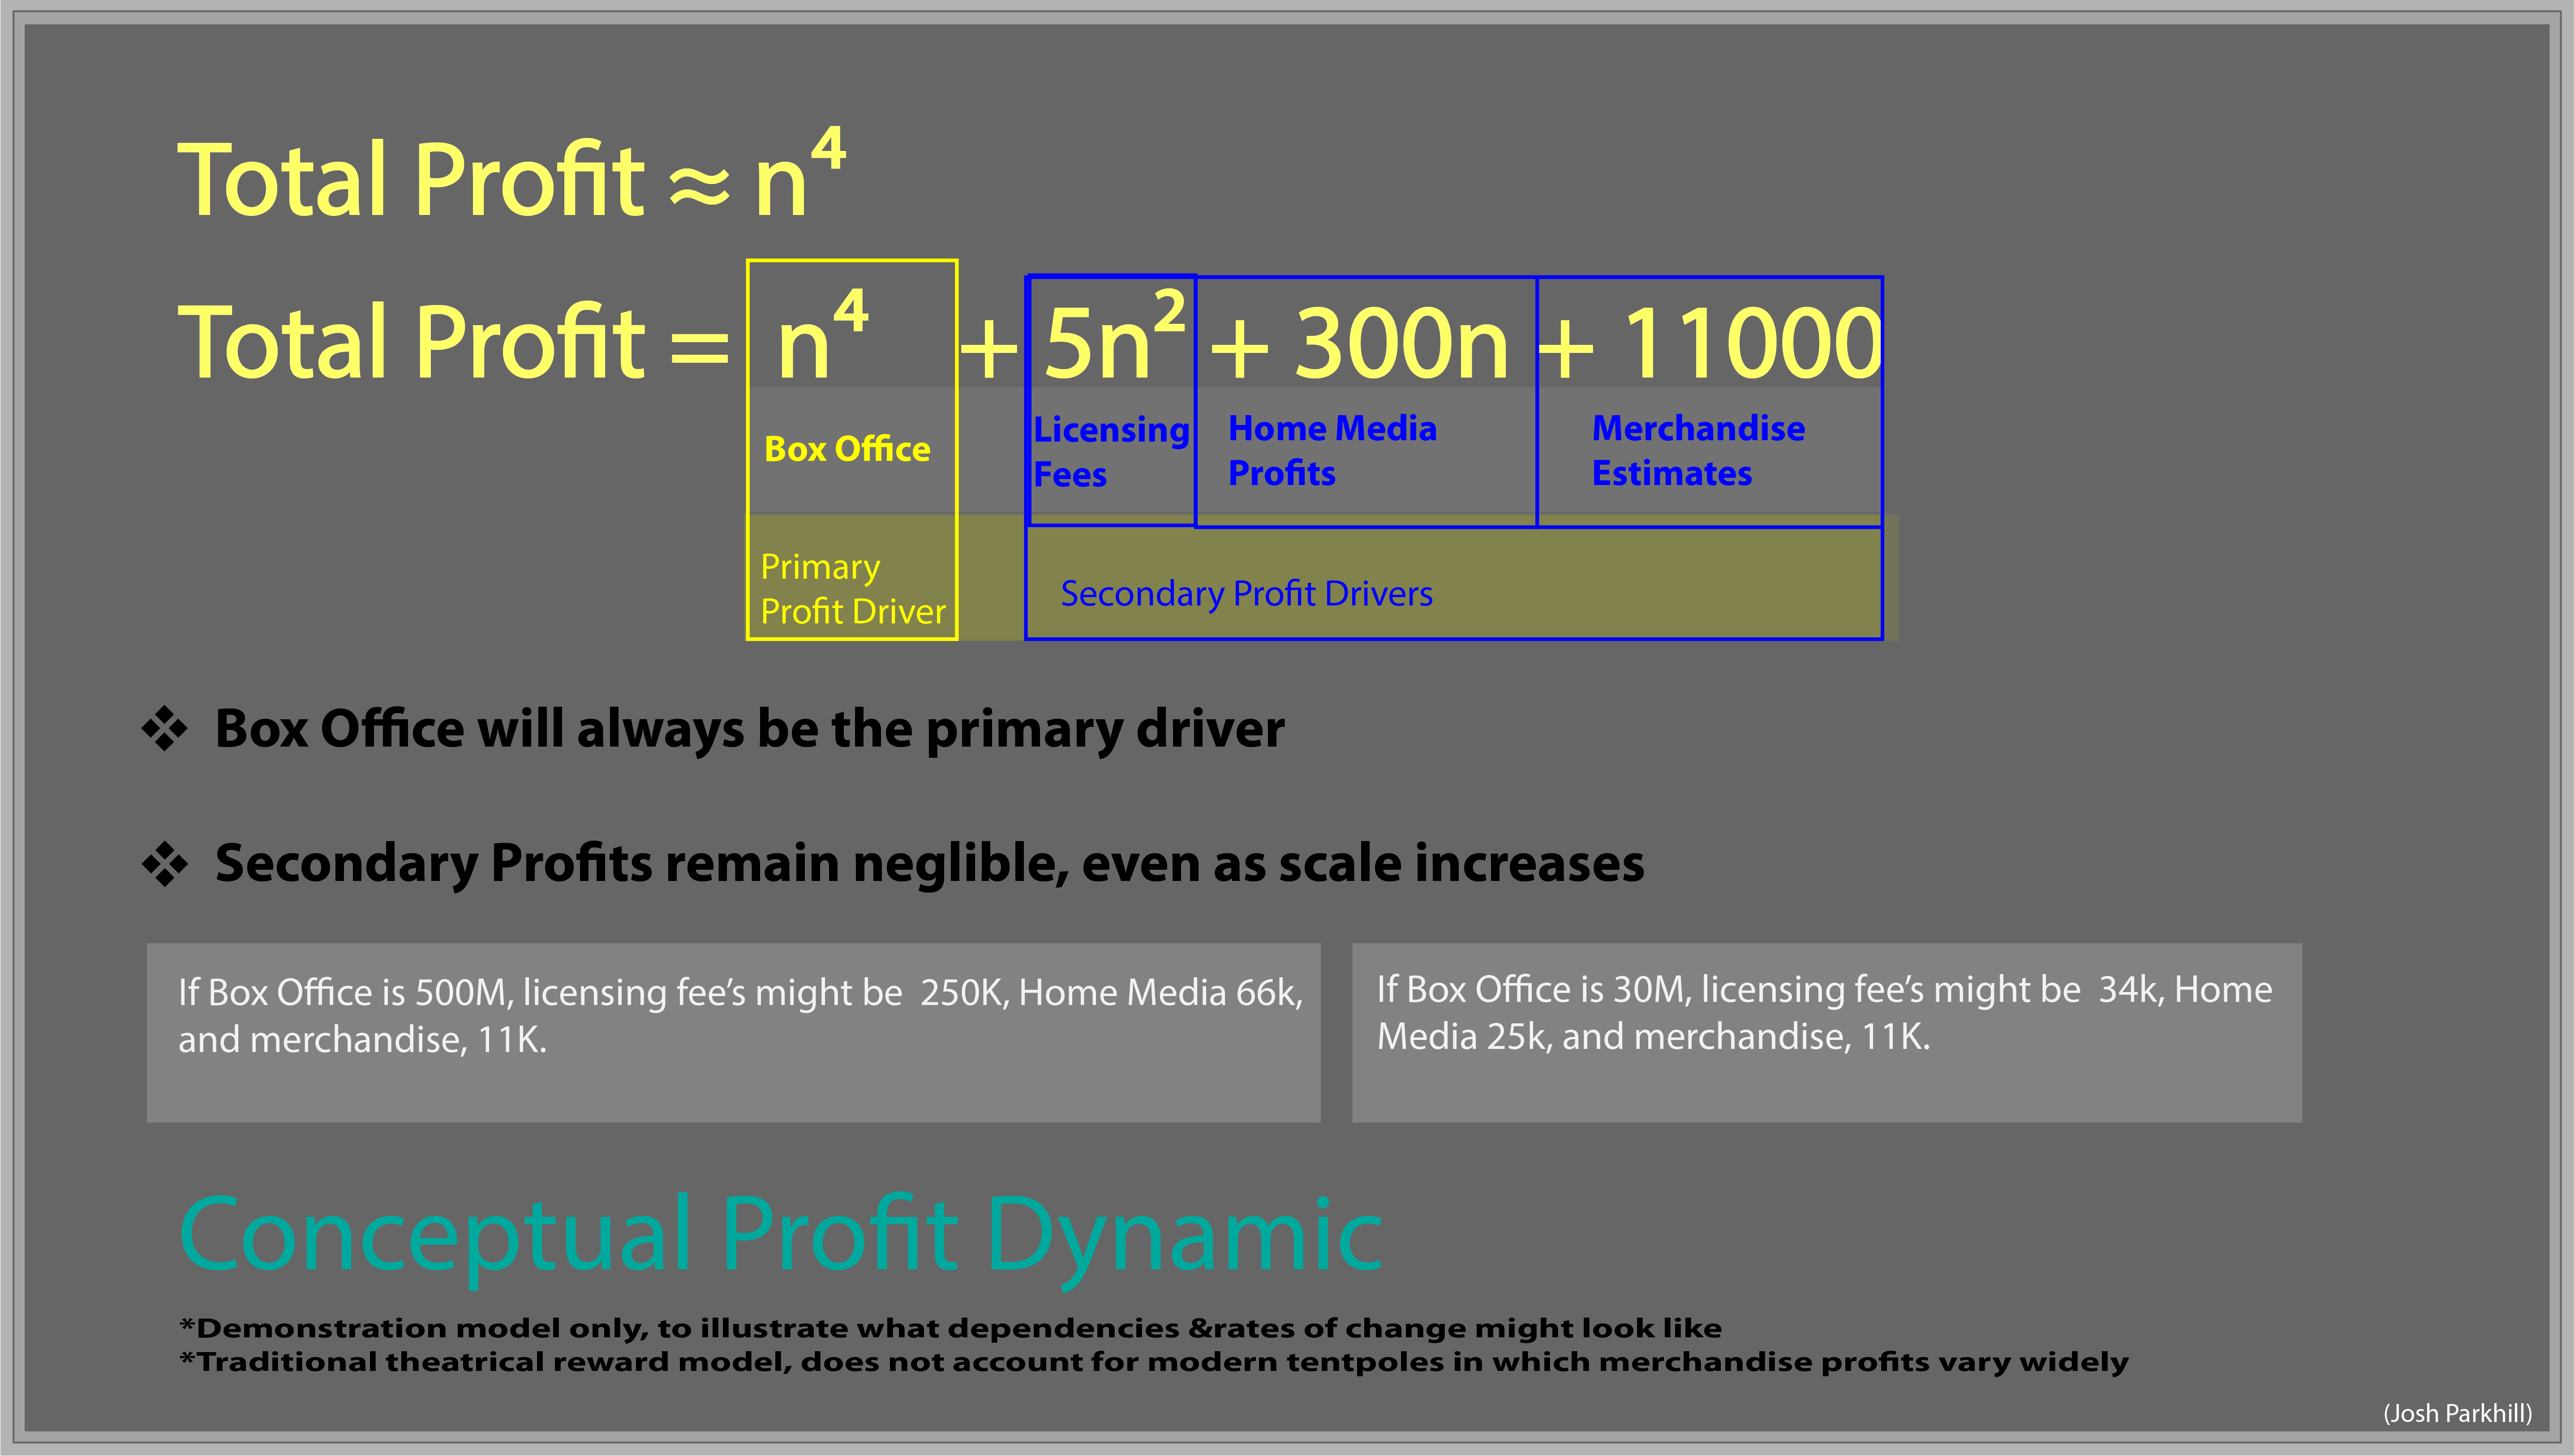 Total Profit ≈ n⁴
Total Profit = n⁴ + 5n² + 300n + 11000
Box Office
Licensing
Fees
Home Media
Profits
Merchandise
Estimates
Primary
Profit Driver
Secondary Profit Drivers
❖ Box Office will always be the primary driver
❖ Secondary Profits remain neglible, even as scale increases
If Box Office is 500M, licensing fee’s might be 250K, Home Media 66k,
and merchandise, 11K.
If Box Office is 30M, licensing fee’s might be 34k, Home
Media 25k, and merchandise, 11K.
Conceptual Profit Dynamic
*Demonstration model only, to illustrate what dependencies &rates of change might look like
*Traditional theatrical reward model, does not account for modern tentpoles in which merchandise profits vary widely
(Josh Parkhill)